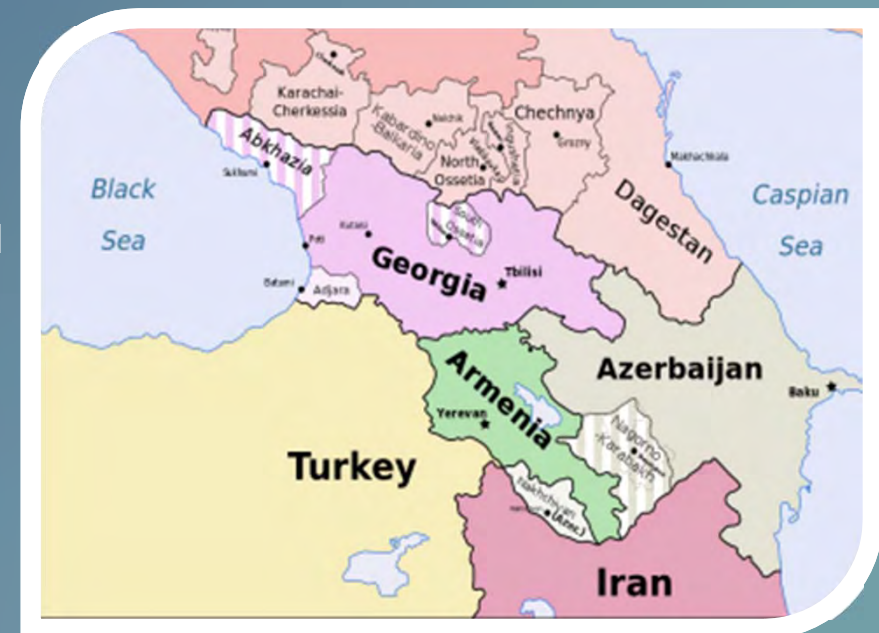 Karachai-
Cherkessia
Kabardino
-Balkaria
Nalchik
Chechnya
Grozny
North
Ossetia
Makhachkala
Dagestan
Abkhazia
Sukhumi
Black
Sea
Caspian
Sea
South
Ossetia
Kutaisi
Poti
Georgia
Tbilisi
Batumi
Adjara
Armenia
Yerevan
Azerbaijan
Baku
Nagorno
-Karabakh
Turkey
Nakhchivan
(Azer.)
Iran